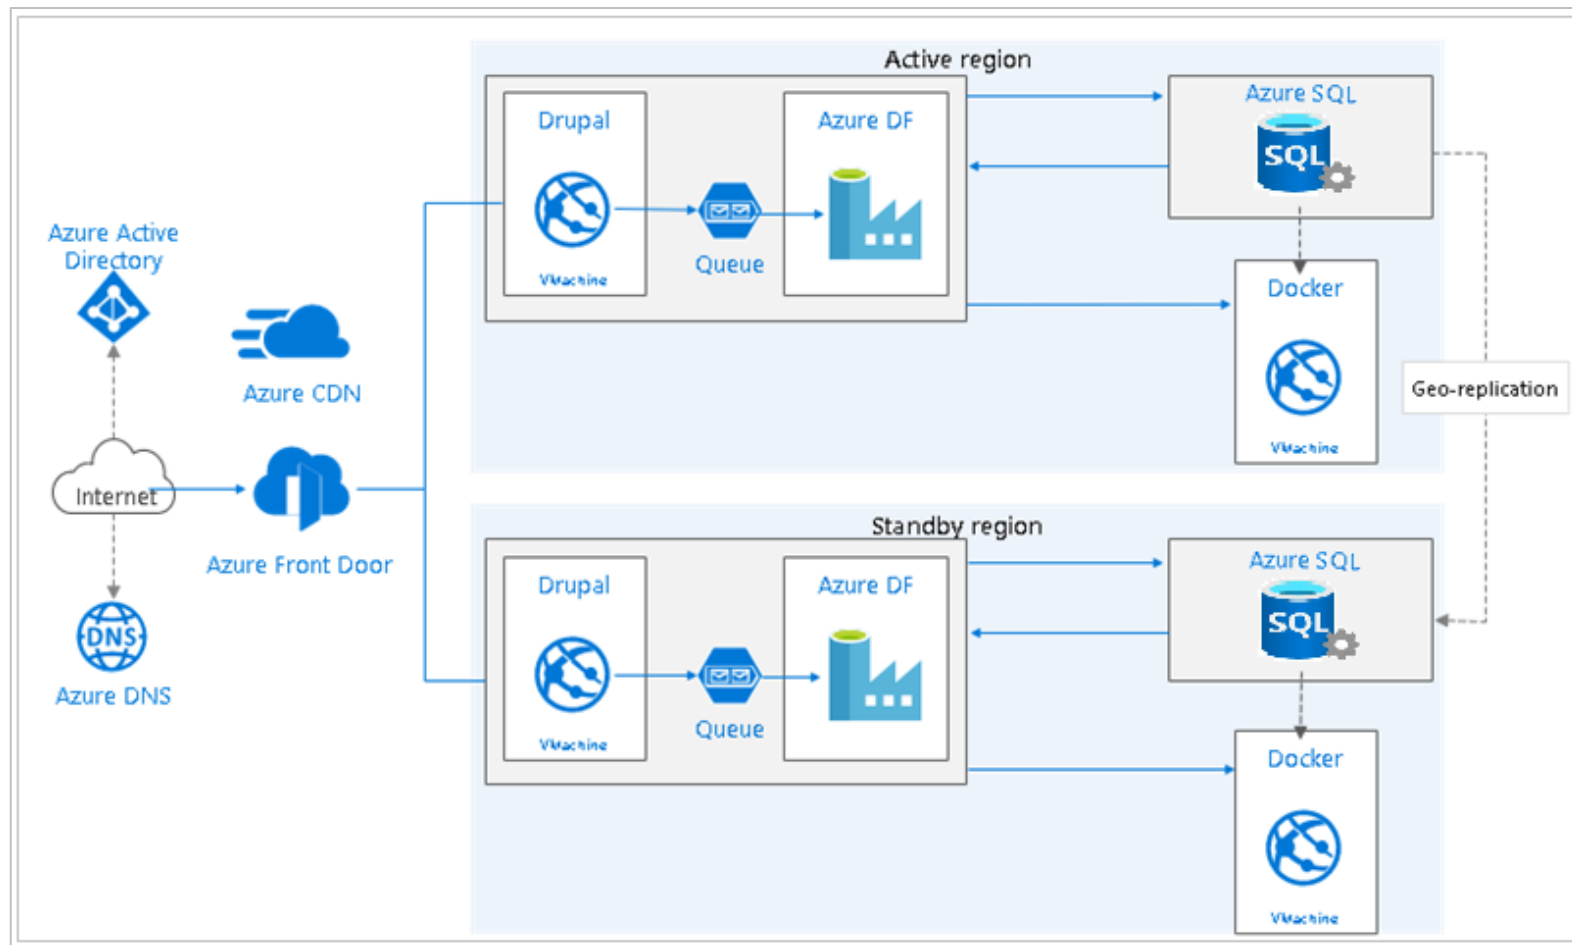 Active region
Drupal
Azure DF
Azure SQL
SQL
Queue
VMachine
Docker
VMachine
Geo-replication
Azure Active
Directory
Azure CDN
Internet
Azure Front Door
DNS
Azure DNS
Standby region
Drupal
Azure DF
Azure SQL
SQL
Queue
VMachine
Docker
VMachine